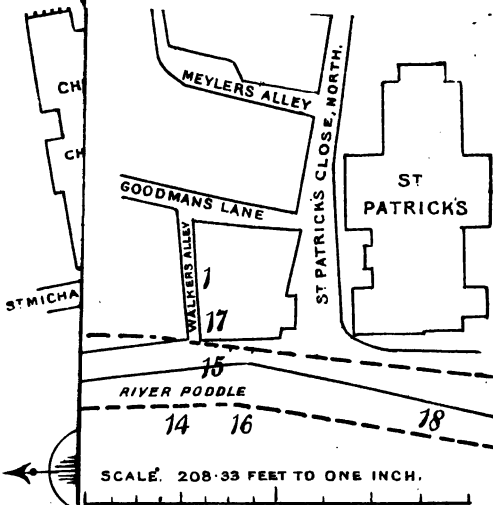 CH
MEYLERS ALLEY
ST PATRICKS CLOSE, NORTH.
CH
ST
PATRICK'S
GOODMANS LANE
WALKERS ALLEY
1
ST MICHA
17
15
RIVER PODDLE
14 16 18
SCALE. 208·33 FEET TO ONE INCH.